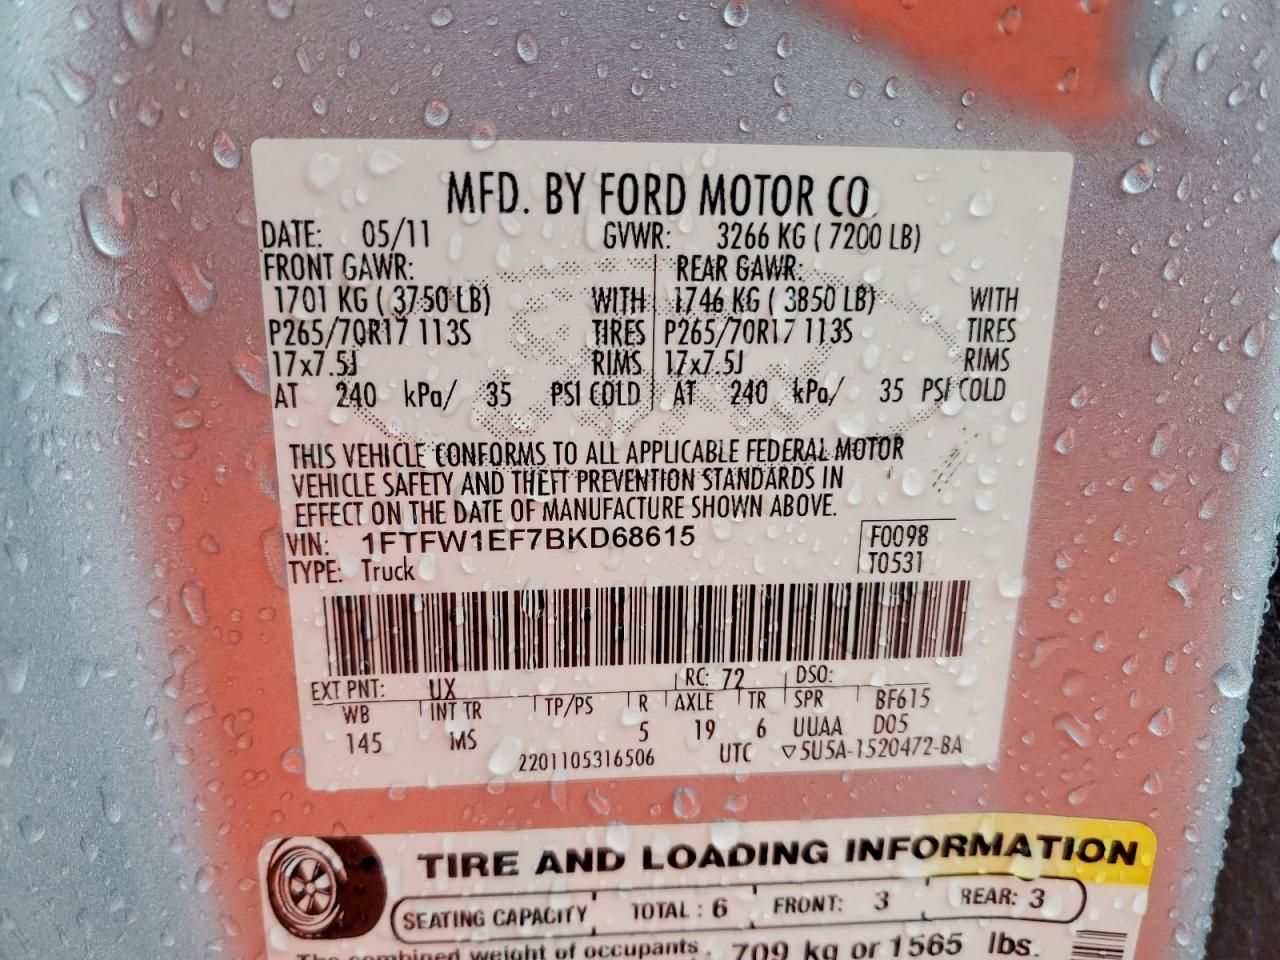 MFD. BY FORD MOTOR CO.
DATE: 05/11 GVWR: 3266 KG ( 7200 LB)
FRONT GAWR: REAR GAWR:
1701 KG ( 3750 LB) WITH 1746 KG ( 3850 LB) WITH
P265/70R17 113S TIRES P265/70R17 113S TIRES
17x7.5J RIMS 17x7.5J RIMS
AT 240 kPa/ 35 PSI COLD AT 240 kPa/ 35 PSI COLD
THIS VEHICLE CONFORMS TO ALL APPLICABLE FEDERAL MOTOR
VEHICLE SAFETY AND THEFT PREVENTION STANDARDS IN
EFFECT ON THE DATE OF MANUFACTURE SHOWN ABOVE.
VIN: 1FTFW1EF7BKD68615 F0098
TYPE: Truck T0531
EXT PNT: UX RC: 72 DSO:
WB INT TR TP/PS R AXLE TR SPR BF615
145 MS 5 19 6 UUAA D05
2201105316506 UTC ▽5U5A-1520472-BA
TIRE AND LOADING INFORMATION
SEATING CAPACITY TOTAL : 6 FRONT: 3 REAR: 3
The combined weight of occupants 709 kg or 1565 lbs.